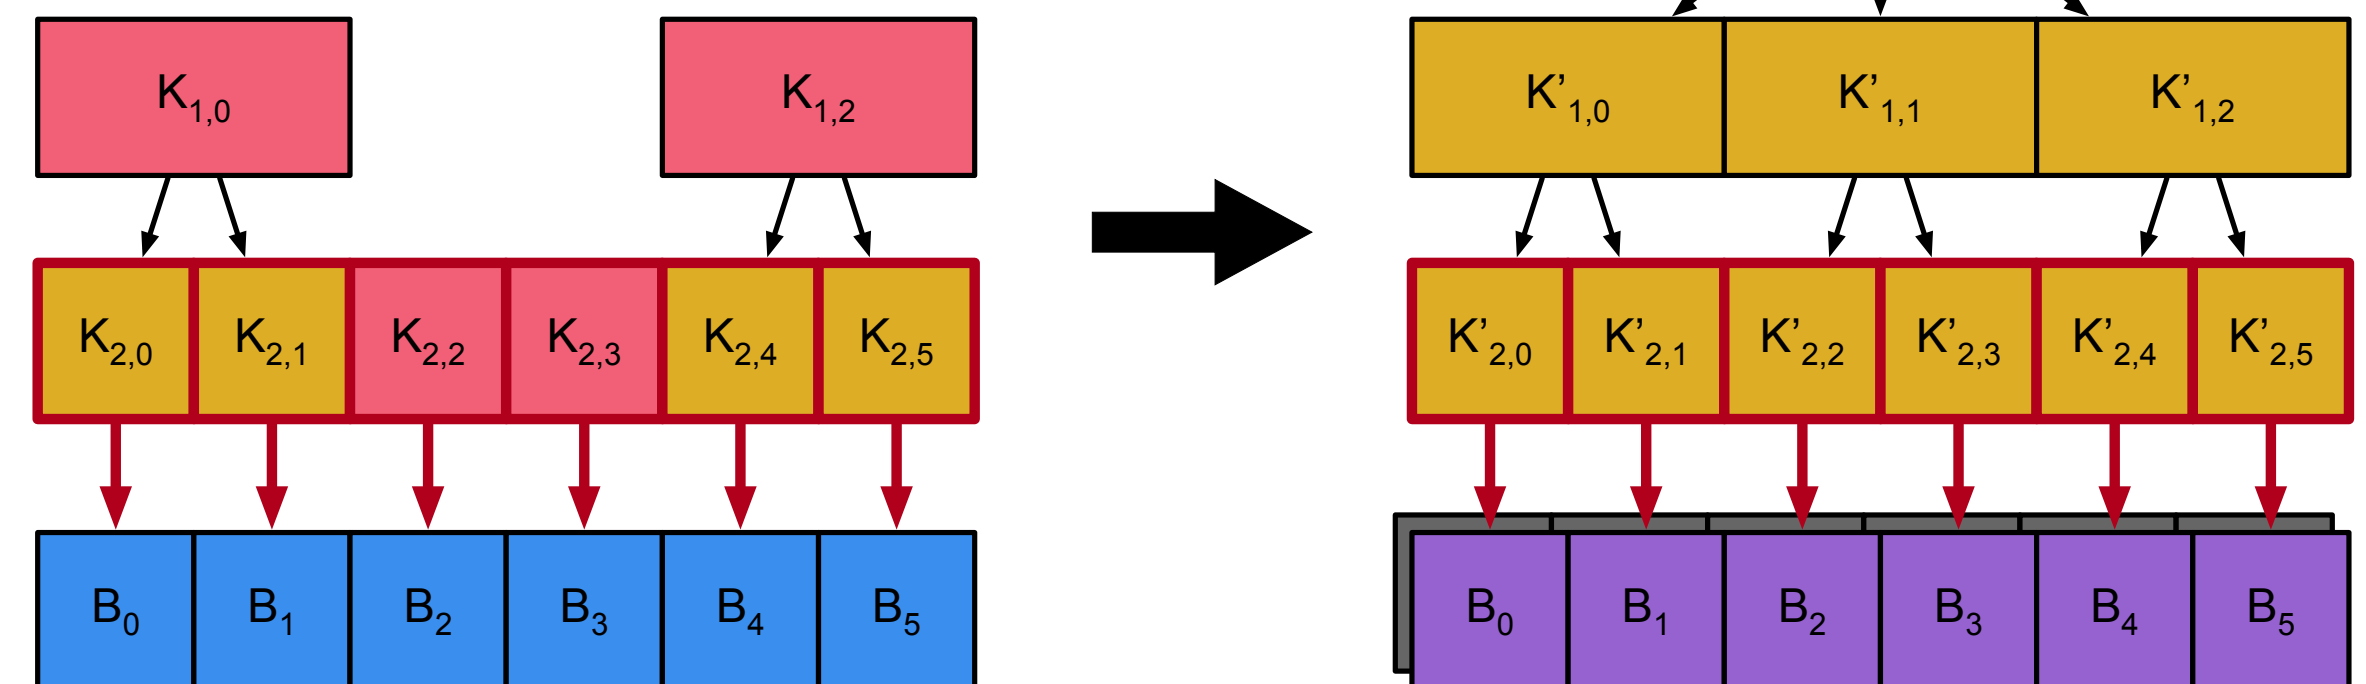 K1,0 K1,2 K’1,0 K’1,1 K’1,2
K2,0 K2,1 K2,2 K2,3 K2,4 K2,5 K’2,0 K’2,1 K’2,2 K’2,3 K’2,4 K’2,5
B0 B1 B2 B3 B4 B5 B0 B1 B2 B3 B4 B5